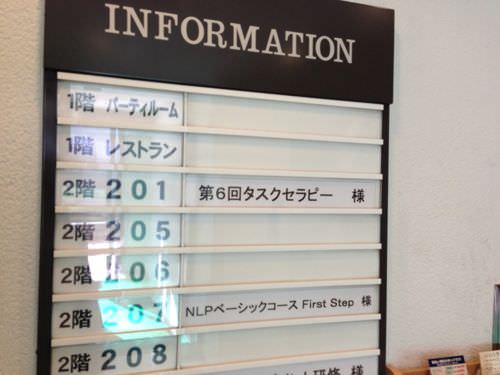 INFORMATION
1階 パーティルーム
1階 レストラン
2階 201 第6回タスクセラピー 様
2階 205
2階 206
2階 207 NLPベーシックコース First Step 様
2階 208